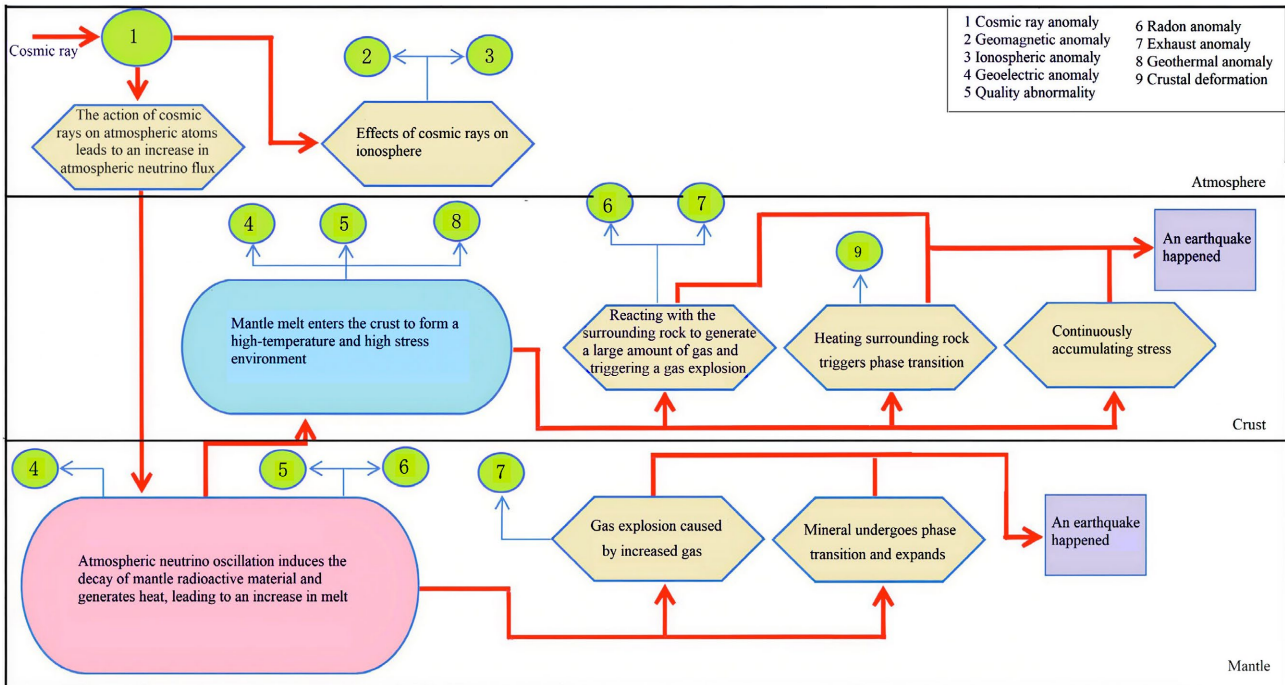 Cosmic ray
1
2
3
1 Cosmic ray anomaly
2 Geomagnetic anomaly
3 Ionospheric anomaly
4 Geoelectric anomaly
5 Quality abnormality
6 Radon anomaly
7 Exhaust anomaly
8 Geothermal anomaly
9 Crustal deformation
The action of cosmic
rays on atmospheric atoms
leads to an increase in
atmospheric neutrino flux
Effects of cosmic rays on
ionosphere
Atmosphere
4
5
8
6
7
9
An earthquake
happened
Mantle melt enters the crust to form a
high-temperature and high stress
environment
Reacting with the
surrounding rock to generate
a large amount of gas and
triggering a gas explosion
Heating surrounding rock
triggers phase transition
Continuously
accumulating stress
Crust
4
5
6
7
Atmospheric neutrino oscillation induces the
decay of mantle radioactive material and
generates heat, leading to an increase in melt
Gas explosion caused
by increased gas
Mineral undergoes phase
transition and expands
An earthquake
happened
Mantle